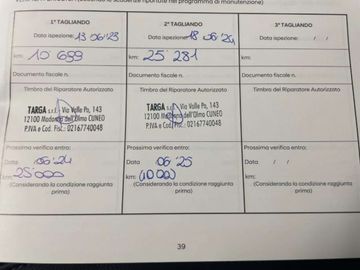 1° TAGLIANDO
Data ispezione: 13 06 23
km: 10 699
Documento fiscale n.
Timbro del Riparatore Autorizzato
TARGA s.r.l. - Via Valle Po, 143
12100 Madonna dell'Olmo CUNEO
P.IVA e Cod. Fisc.: 02167740048
Prossima verifica entro:
Data 06/24
km: 25000
(Considerando la condizione raggiunta prima)
2° TAGLIANDO
Data ispezione: 18 06 24
km: 25 281
Documento fiscale n.
Timbro del Riparatore Autorizzato
TARGA s.r.l. - Via Valle Po, 143
12100 Madonna dell'Olmo CUNEO
P.IVA e Cod. Fisc.: 02167740048
Prossima verifica entro:
Data 06/25
km:
(Considerando la condizione raggiunta prima)
3° TAGLIANDO
Data ispezione: / /
km:
Documento fiscale n.
Timbro del Riparatore Autorizzato
Prossima verifica entro:
Data / /
km:
(Considerando la condizione raggiunta prima)
39